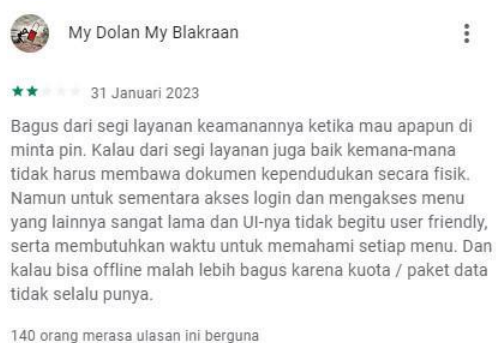 My Dolan My Blakraan
31 Januari 2023
Bagus dari segi layanan keamanannya ketika mau apapun di
minta pin. Kalau dari segi layanan juga baik kemana-mana
tidak harus membawa dokumen kependudukan secara fisik.
Namun untuk sementara akses login dan mengakses menu
yang lainnya sangat lama dan UI-nya tidak begitu user friendly,
serta membutuhkan waktu untuk memahami setiap menu. Dan
kalau bisa offline malah lebih bagus karena kuota / paket data
tidak selalu punya.
140 orang merasa ulasan ini berguna